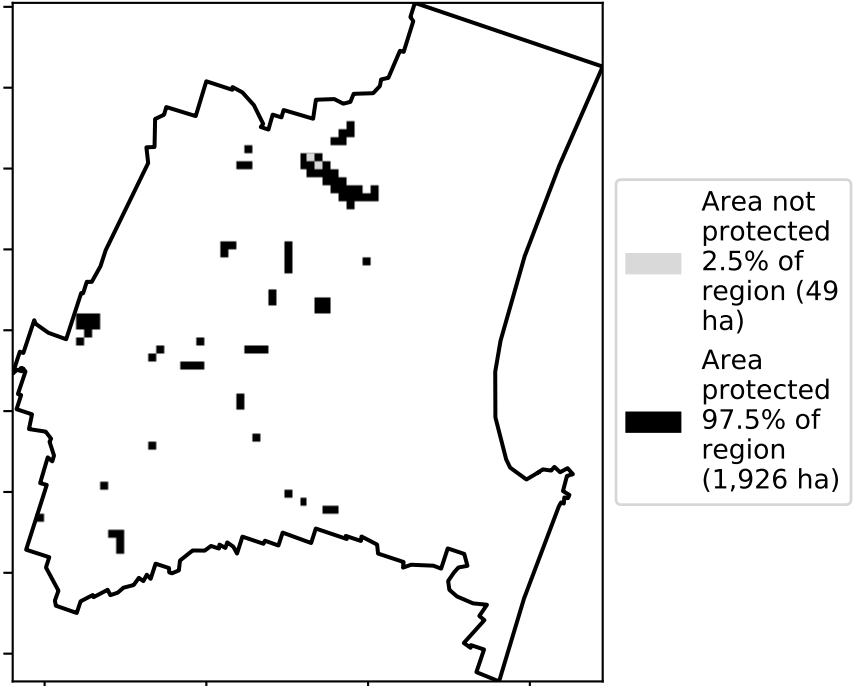 Area not
protected
2.5% of
region (49
ha)
Area
protected
97.5% of
region
(1,926 ha)